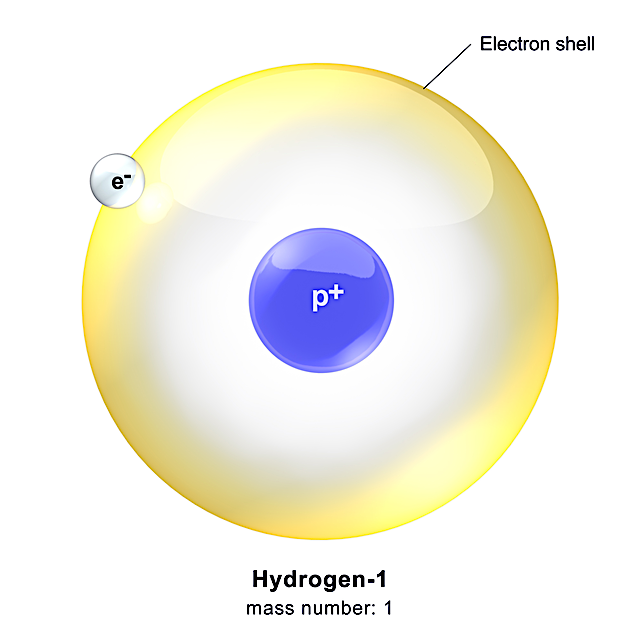 Electron shell
e-
p+
Hydrogen-1
mass number: 1